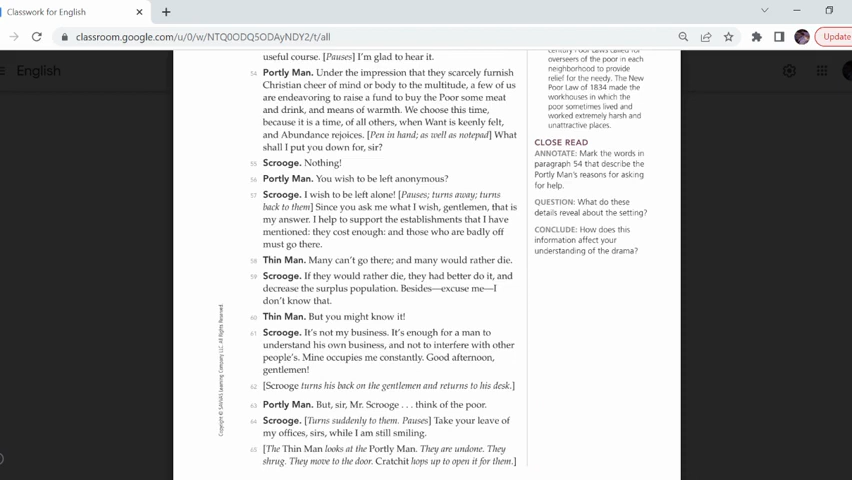 Classwork for English
classroom.google.com/u/0/w/NTQ0ODQ5ODAyNDY2/t/all
Update
English
useful course. [Pauses] I'm glad to hear it.
54 Portly Man. Under the impression that they scarcely furnish
Christian cheer of mind or body to the multitude, a few of us
are endeavoring to raise a fund to buy the Poor some meat
and drink, and means of warmth. We choose this time,
because it is a time, of all others, when Want is keenly felt,
and Abundance rejoices. [Pen in hand; as well as notepad] What
shall I put you down for, sir?
55 Scrooge. Nothing!
56 Portly Man. You wish to be left anonymous?
57 Scrooge. I wish to be left alone! [Pauses; turns away; turns
back to them] Since you ask me what I wish, gentlemen, that is
my answer. I help to support the establishments that I have
mentioned: they cost enough: and those who are badly off
must go there.
58 Thin Man. Many can't go there; and many would rather die.
59 Scrooge. If they would rather die, they had better do it, and
decrease the surplus population. Besides—excuse me—I
don't know that.
60 Thin Man. But you might know it!
61 Scrooge. It's not my business. It's enough for a man to
understand his own business, and not to interfere with other
people's. Mine occupies me constantly. Good afternoon,
gentlemen!
62 [Scrooge turns his back on the gentlemen and returns to his desk.]
63 Portly Man. But, sir, Mr. Scrooge . . . think of the poor.
64 Scrooge. [Turns suddenly to them. Pauses] Take your leave of
my offices, sirs, while I am still smiling.
65 [The Thin Man looks at the Portly Man. They are undone. They
shrug. They move to the door. Cratchit hops up to open it for them.]
century Poor Laws called for
overseers of the poor in each
neighborhood to provide
relief for the needy. The New
Poor Law of 1834 made the
workhouses in which the
poor sometimes lived and
worked extremely harsh and
unattractive places.
CLOSE READ
ANNOTATE: Mark the words in
paragraph 54 that describe the
Portly Man's reasons for asking
for help.
QUESTION: What do these
details reveal about the setting?
CONCLUDE: How does this
information affect your
understanding of the drama?
Copyright © SAVVAS Learning Company LLC. All Rights Reserved.